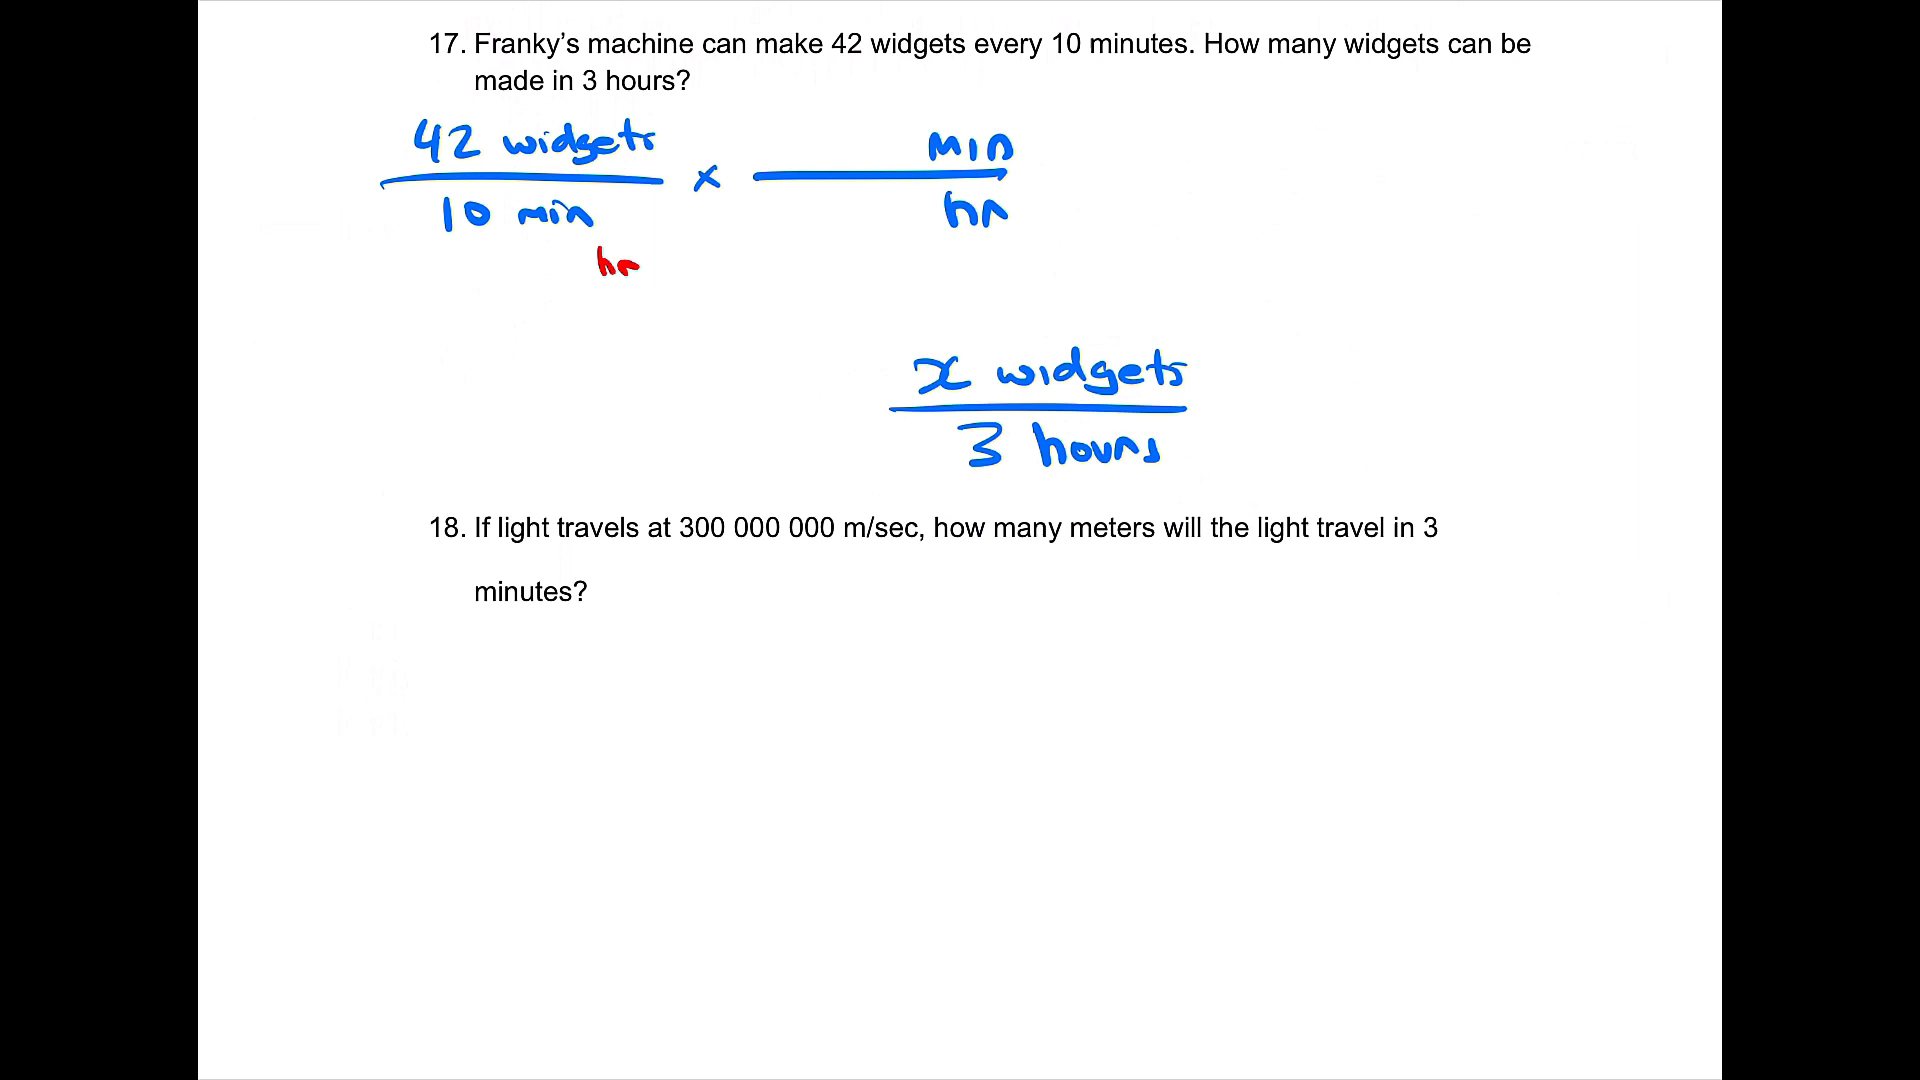 17. Franky’s machine can make 42 widgets every 10 minutes. How many widgets can be
made in 3 hours?
42 widgets × min
10 min hr
hr
x widgets
3 hours
18. If light travels at 300 000 000 m/sec, how many meters will the light travel in 3
minutes?